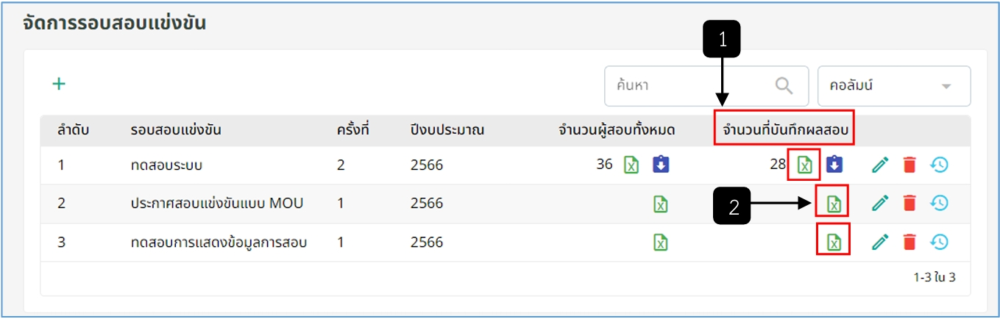 จัดการรอบสอบแข่งขัน
1
ค้นหา คอลัมน์
ลำดับ รอบสอบแข่งขัน ครั้งที่ ปีงบประมาณ จำนวนผู้สอบทั้งหมด จำนวนที่บันทึกผลสอบ
1 ทดสอบระบบ 2 2566 36 28
2 ประกาศสอบแข่งขันแบบ MOU 1 2566 2
3 ทดสอบการแสดงข้อมูลการสอบ 1 2566
1-3 ใน 3